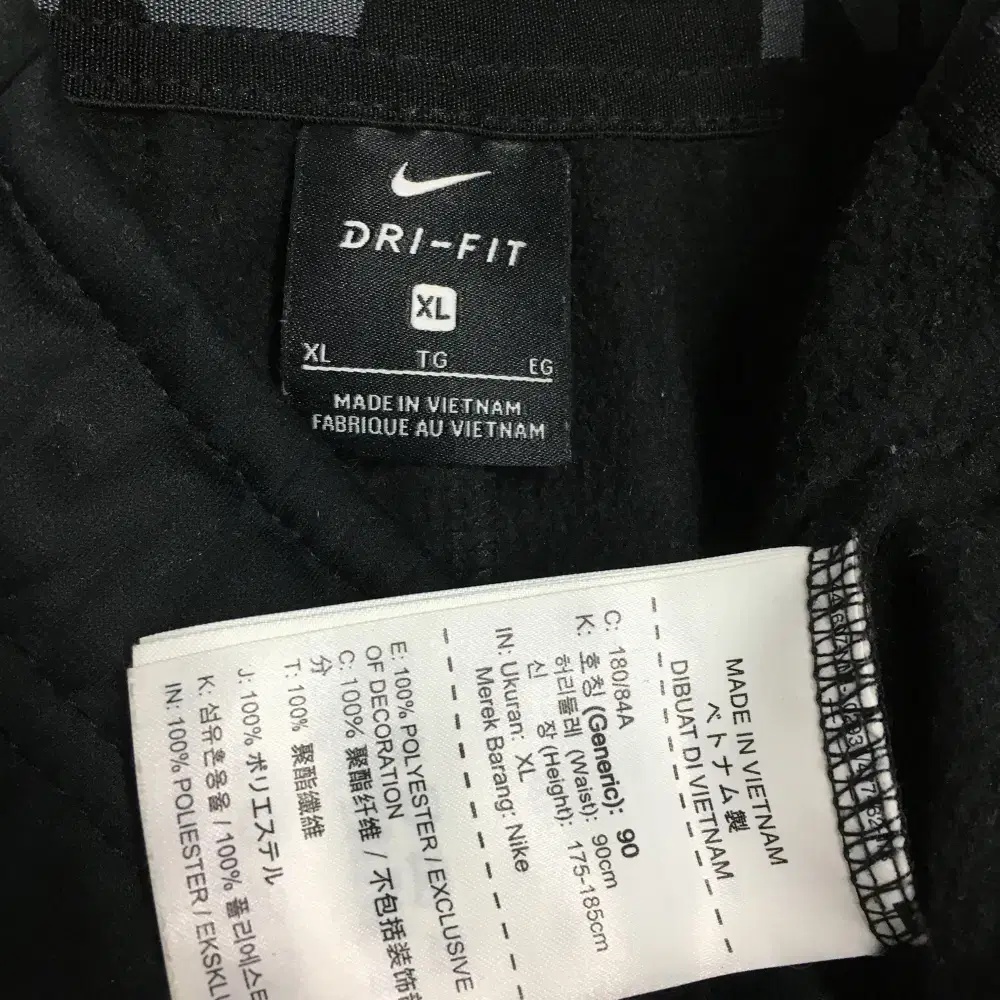 DRI-FIT
XL
XL TG EG
MADE IN VIETNAM
FABRIQUE AU VIETNAM
MADE IN VIETNAM
ベトナム製
DIBUAT DI VIETNAM
C: 180/84A
K: 호칭 (Generic): 90
허리둘레 (Waist): 90cm
신 장(Height): 175-185cm
IN: Ukuran: XL
Merek Barang: Nike
E: 100% POLYESTER / EXCLUSIVE
OF DECORATION
C: 100% 聚酯纤维 / 不包括装饰部
分
T: 100% 聚酯纖維
J: 100% ポリエステル
K: 섬유혼용율 / 100% 폴리에스
IN: 100% POLIESTER / EKSKL